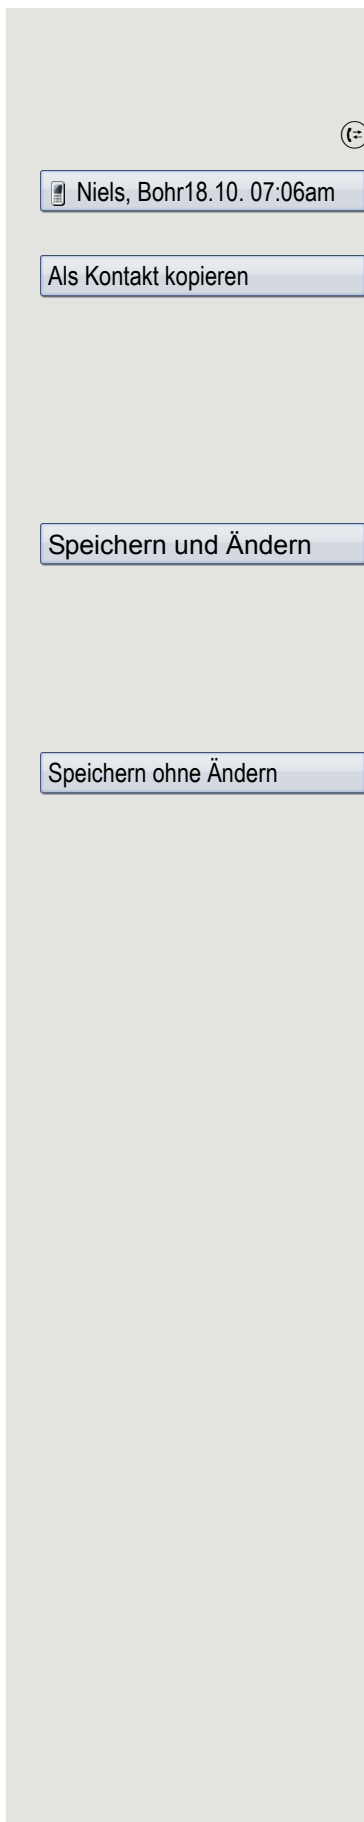 Niels, Bohr18.10. 07:06am
Als Kontakt kopieren
Speichern und Ändern
Speichern ohne Ändern